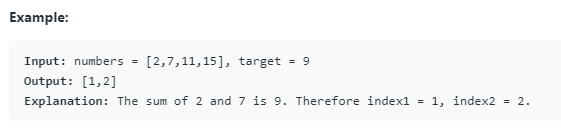 Example:
Input: numbers = [2,7,11,15], target = 9
Output: [1,2]
Explanation: The sum of 2 and 7 is 9. Therefore index1 = 1, index2 = 2.